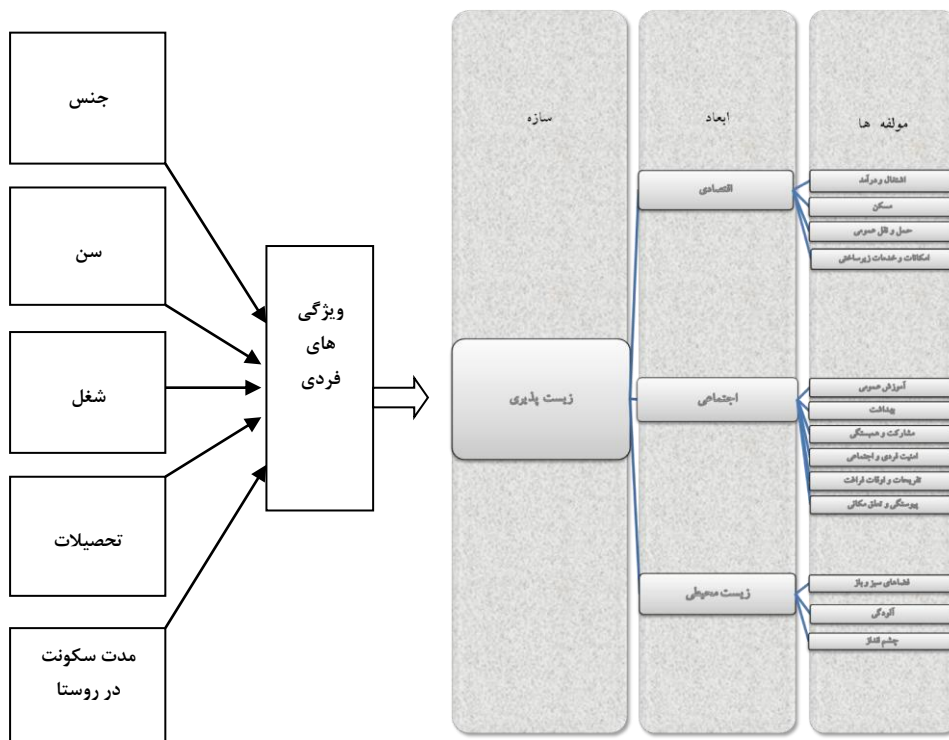 جنس
سن
شغل
تحصیلات
مدت سکونت
در روستا
ویژگی
های
فردی
سازه
ابعاد
مولفه ها
زیست پذیری
اقتصادی
اشتغال و درآمد
مسکن
حمل و نقل عمومی
امکانات و خدمات زیرساختی
اجتماعی
آموزش عمومی
بهداشت
مشارکت و همبستگی
امنیت فردی و اجتماعی
تفریحات و اوقات فراغت
پیوستگی و تعلق مکانی
زیست محیطی
فضاهای سبز و باز
آلودگی
چشم انداز